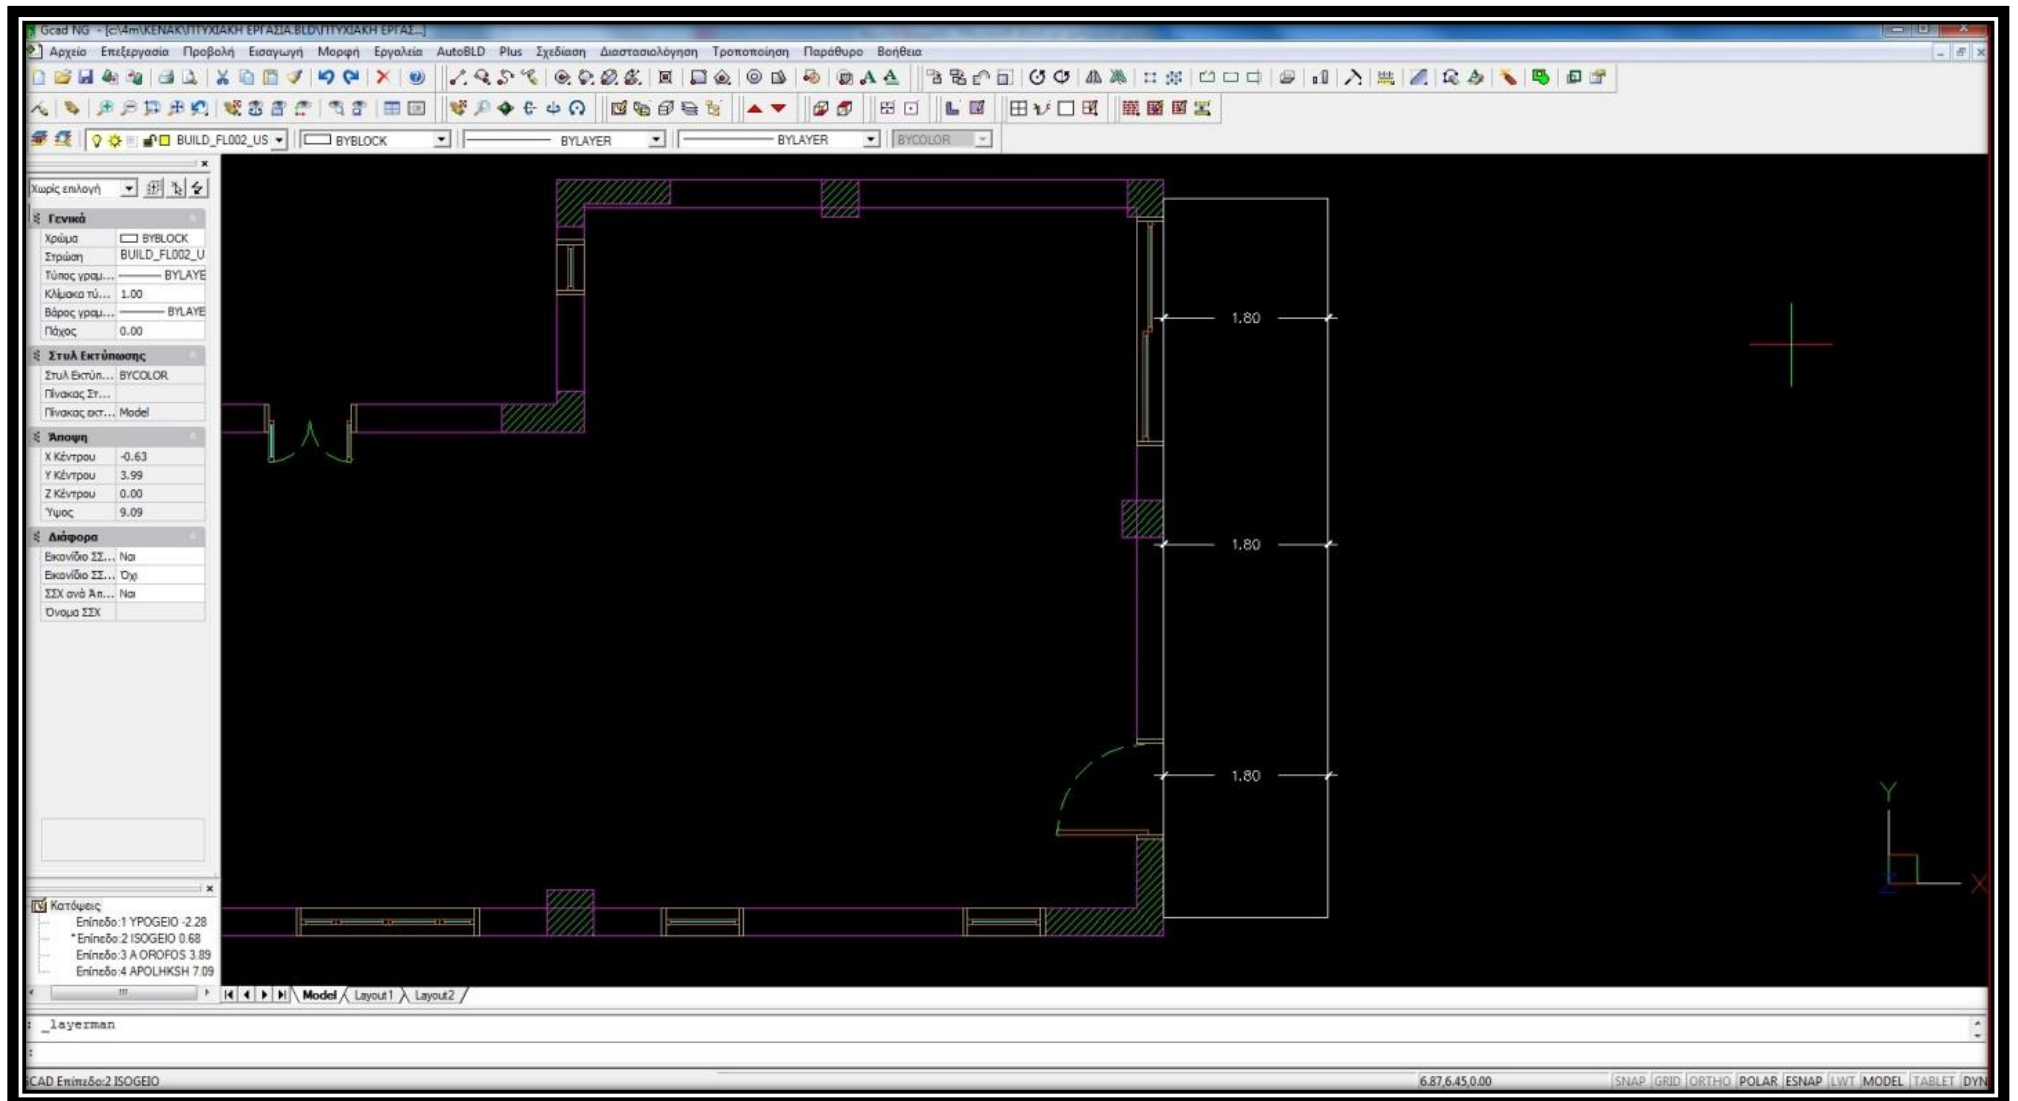 Gcad NG - [c:\4m\KENAK\ΠΤΥΧΙΑΚΗ ΕΡΓΑΣΙΑ.BLD\ΠΤΥΧΙΑΚΗ ΕΡΓΑΣ...]
Αρχείο Επεξεργασία Προβολή Εισαγωγή Μορφή Εργαλεία AutoBLD Plus Σχεδίαση Διαστασιολόγηση Τροποποίηση Παράθυρο Βοήθεια
BUILD_FL002_US BYBLOCK BYLAYER BYLAYER BYCOLOR
Χωρίς επιλογή
Γενικά
Χρώμα BYBLOCK
Στρώση BUILD_FL002_U
Τύπος γραμ... BYLAYE
Κλίμακα τύ... 1.00
Βάρος γραμ... BYLAYE
Πάχος 0.00
Στυλ Εκτύπωσης
Στυλ Εκτύπ... BYCOLOR
Πίνακας Στ...
Πίνακας εκτ... Model
Άποψη
X Κέντρου -0.63
Y Κέντρου 3.99
Z Κέντρου 0.00
Ύψος 9.09
Διάφορα
Εικονίδιο ΣΣ... Ναι
Εικονίδιο ΣΣ... Όχι
ΣΣΧ ανά Απ... Ναι
Όνομα ΣΣΧ
1.80
1.80
1.80
Y
X
Z
Κατόψεις
Επίπεδο:1 YPOGEIO -2.28
*Επίπεδο:2 ISOGEIO 0.68
Επίπεδο:3 A OROFOS 3.89
Επίπεδο:4 APOLHKSH 7.09
Model Layout1 Layout2
: _layerman
:
GCAD Επίπεδο:2 ISOGEIO 6.87,6.45,0.00 SNAP GRID ORTHO POLAR ESNAP LWT MODEL TABLET DYN